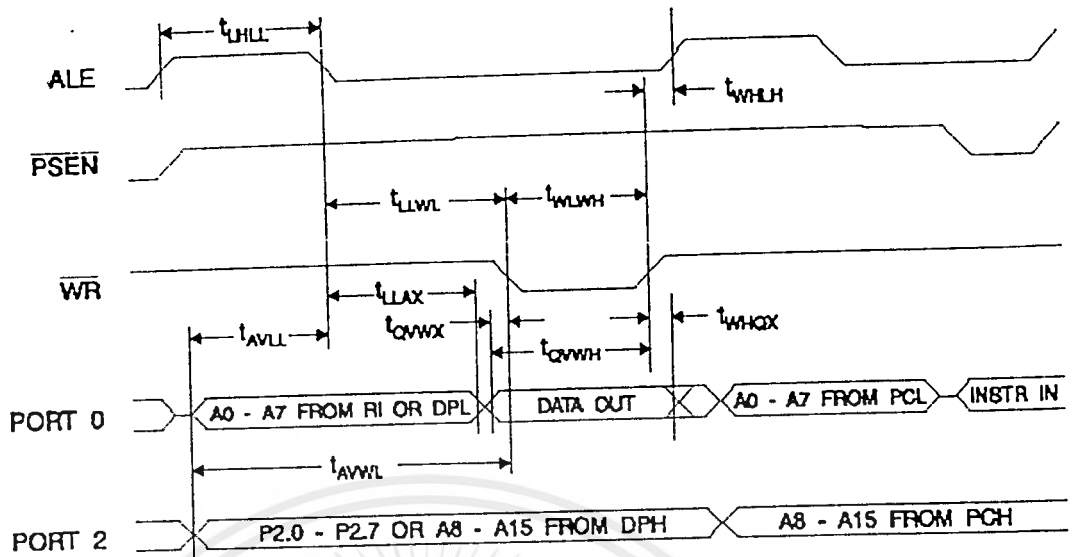 tLHLL
ALE
tWHLH
PSEN
tLLWL
tWLWH
WR
tLLAX
tQVWX
tWHQX
tAVLL
tQVWH
PORT 0
A0 - A7 FROM RI OR DPL
DATA OUT
A0 - A7 FROM PCL
INSTR IN
tAVWL
PORT 2
P2.0 - P2.7 OR A8 - A15 FROM DPH
A8 - A15 FROM PCH